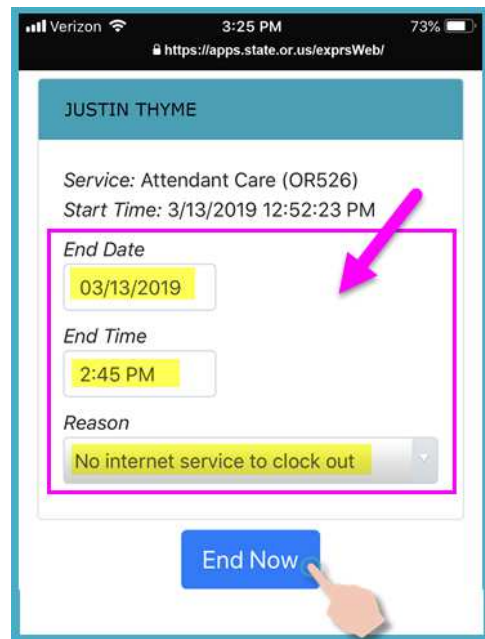 Verizon 3:25 PM 73%
https://apps.state.or.us/exprsWeb/
JUSTIN THYME
Service: Attendant Care (OR526)
Start Time: 3/13/2019 12:52:23 PM
End Date
03/13/2019
End Time
2:45 PM
Reason
No internet service to clock out
End Now